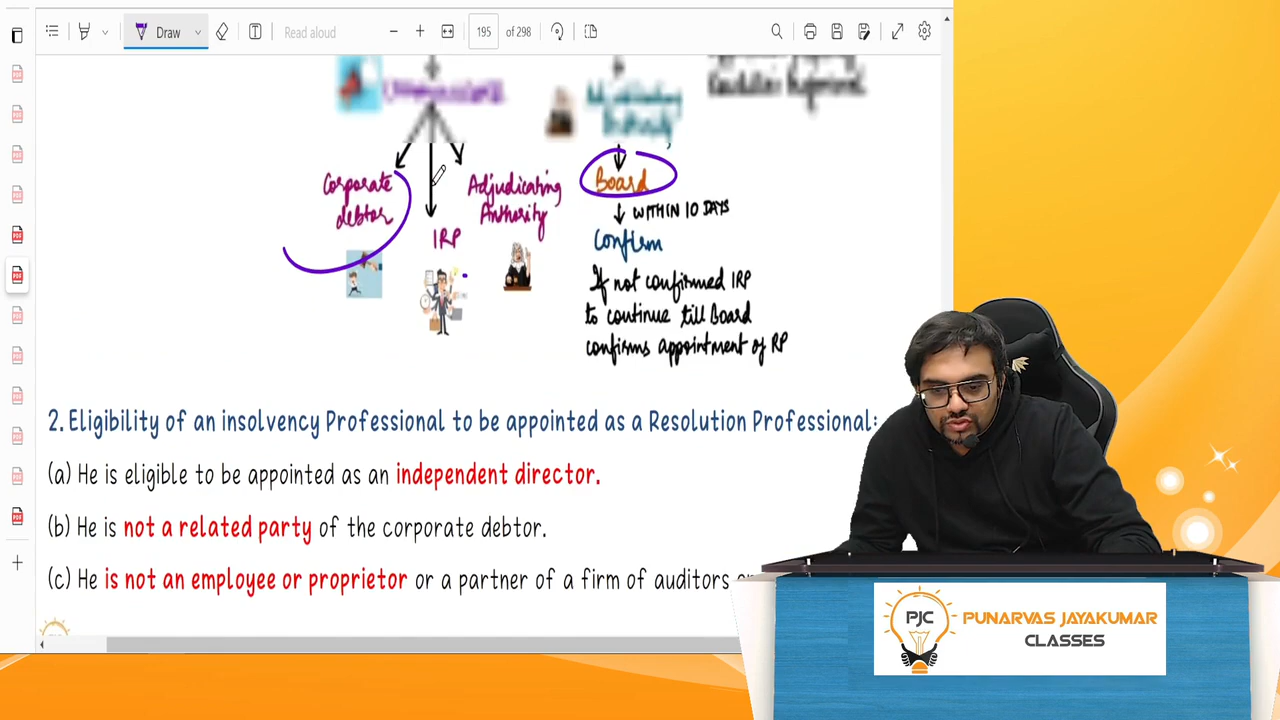 Draw
Read aloud
195
of 298
Adjudicating
Authority
Corporate
debtor
IRP
Adjudicating
Authority
Board
WITHIN 10 DAYS
Confirm
If not confirmed IRP
to continue till Board
confirms appointment of RP
2. Eligibility of an insolvency Professional to be appointed as a Resolution Professional:
(a) He is eligible to be appointed as an independent director.
(b) He is not a related party of the corporate debtor.
(c) He is not an employee or proprietor or a partner of a firm of auditors
PJC
PUNARVAS JAYAKUMAR
CLASSES